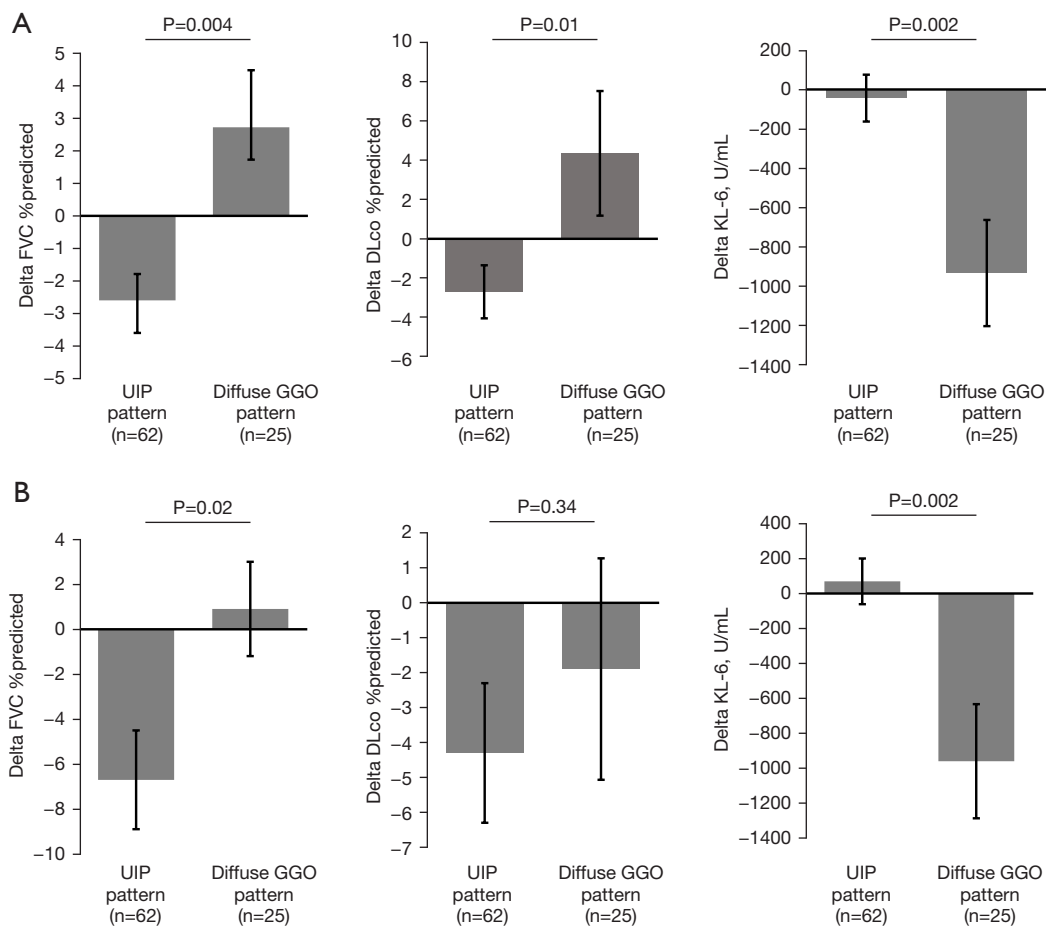 A
P=0.004
Delta FVC %predicted
5
4
3
2
1
0
–1
–2
–3
–4
–5
UIP
pattern
(n=62)
Diffuse GGO
pattern
(n=25)
P=0.01
Delta DLco %predicted
10
8
6
4
2
0
–2
–4
–6
UIP
pattern
(n=62)
Diffuse GGO
pattern
(n=25)
P=0.002
Delta KL-6, U/mL
200
0
–200
–400
–600
–800
–1000
–1200
–1400
UIP
pattern
(n=62)
Diffuse GGO
pattern
(n=25)
B
P=0.02
Delta FVC %predicted
4
2
0
–2
–4
–6
–8
–10
UIP
pattern
(n=62)
Diffuse GGO
pattern
(n=25)
P=0.34
Delta DLco %predicted
2
1
0
–1
–2
–3
–4
–5
–6
–7
UIP
pattern
(n=62)
Diffuse GGO
pattern
(n=25)
P=0.002
Delta KL-6, U/mL
400
200
0
–200
–400
–600
–800
–1000
–1200
–1400
UIP
pattern
(n=62)
Diffuse GGO
pattern
(n=25)